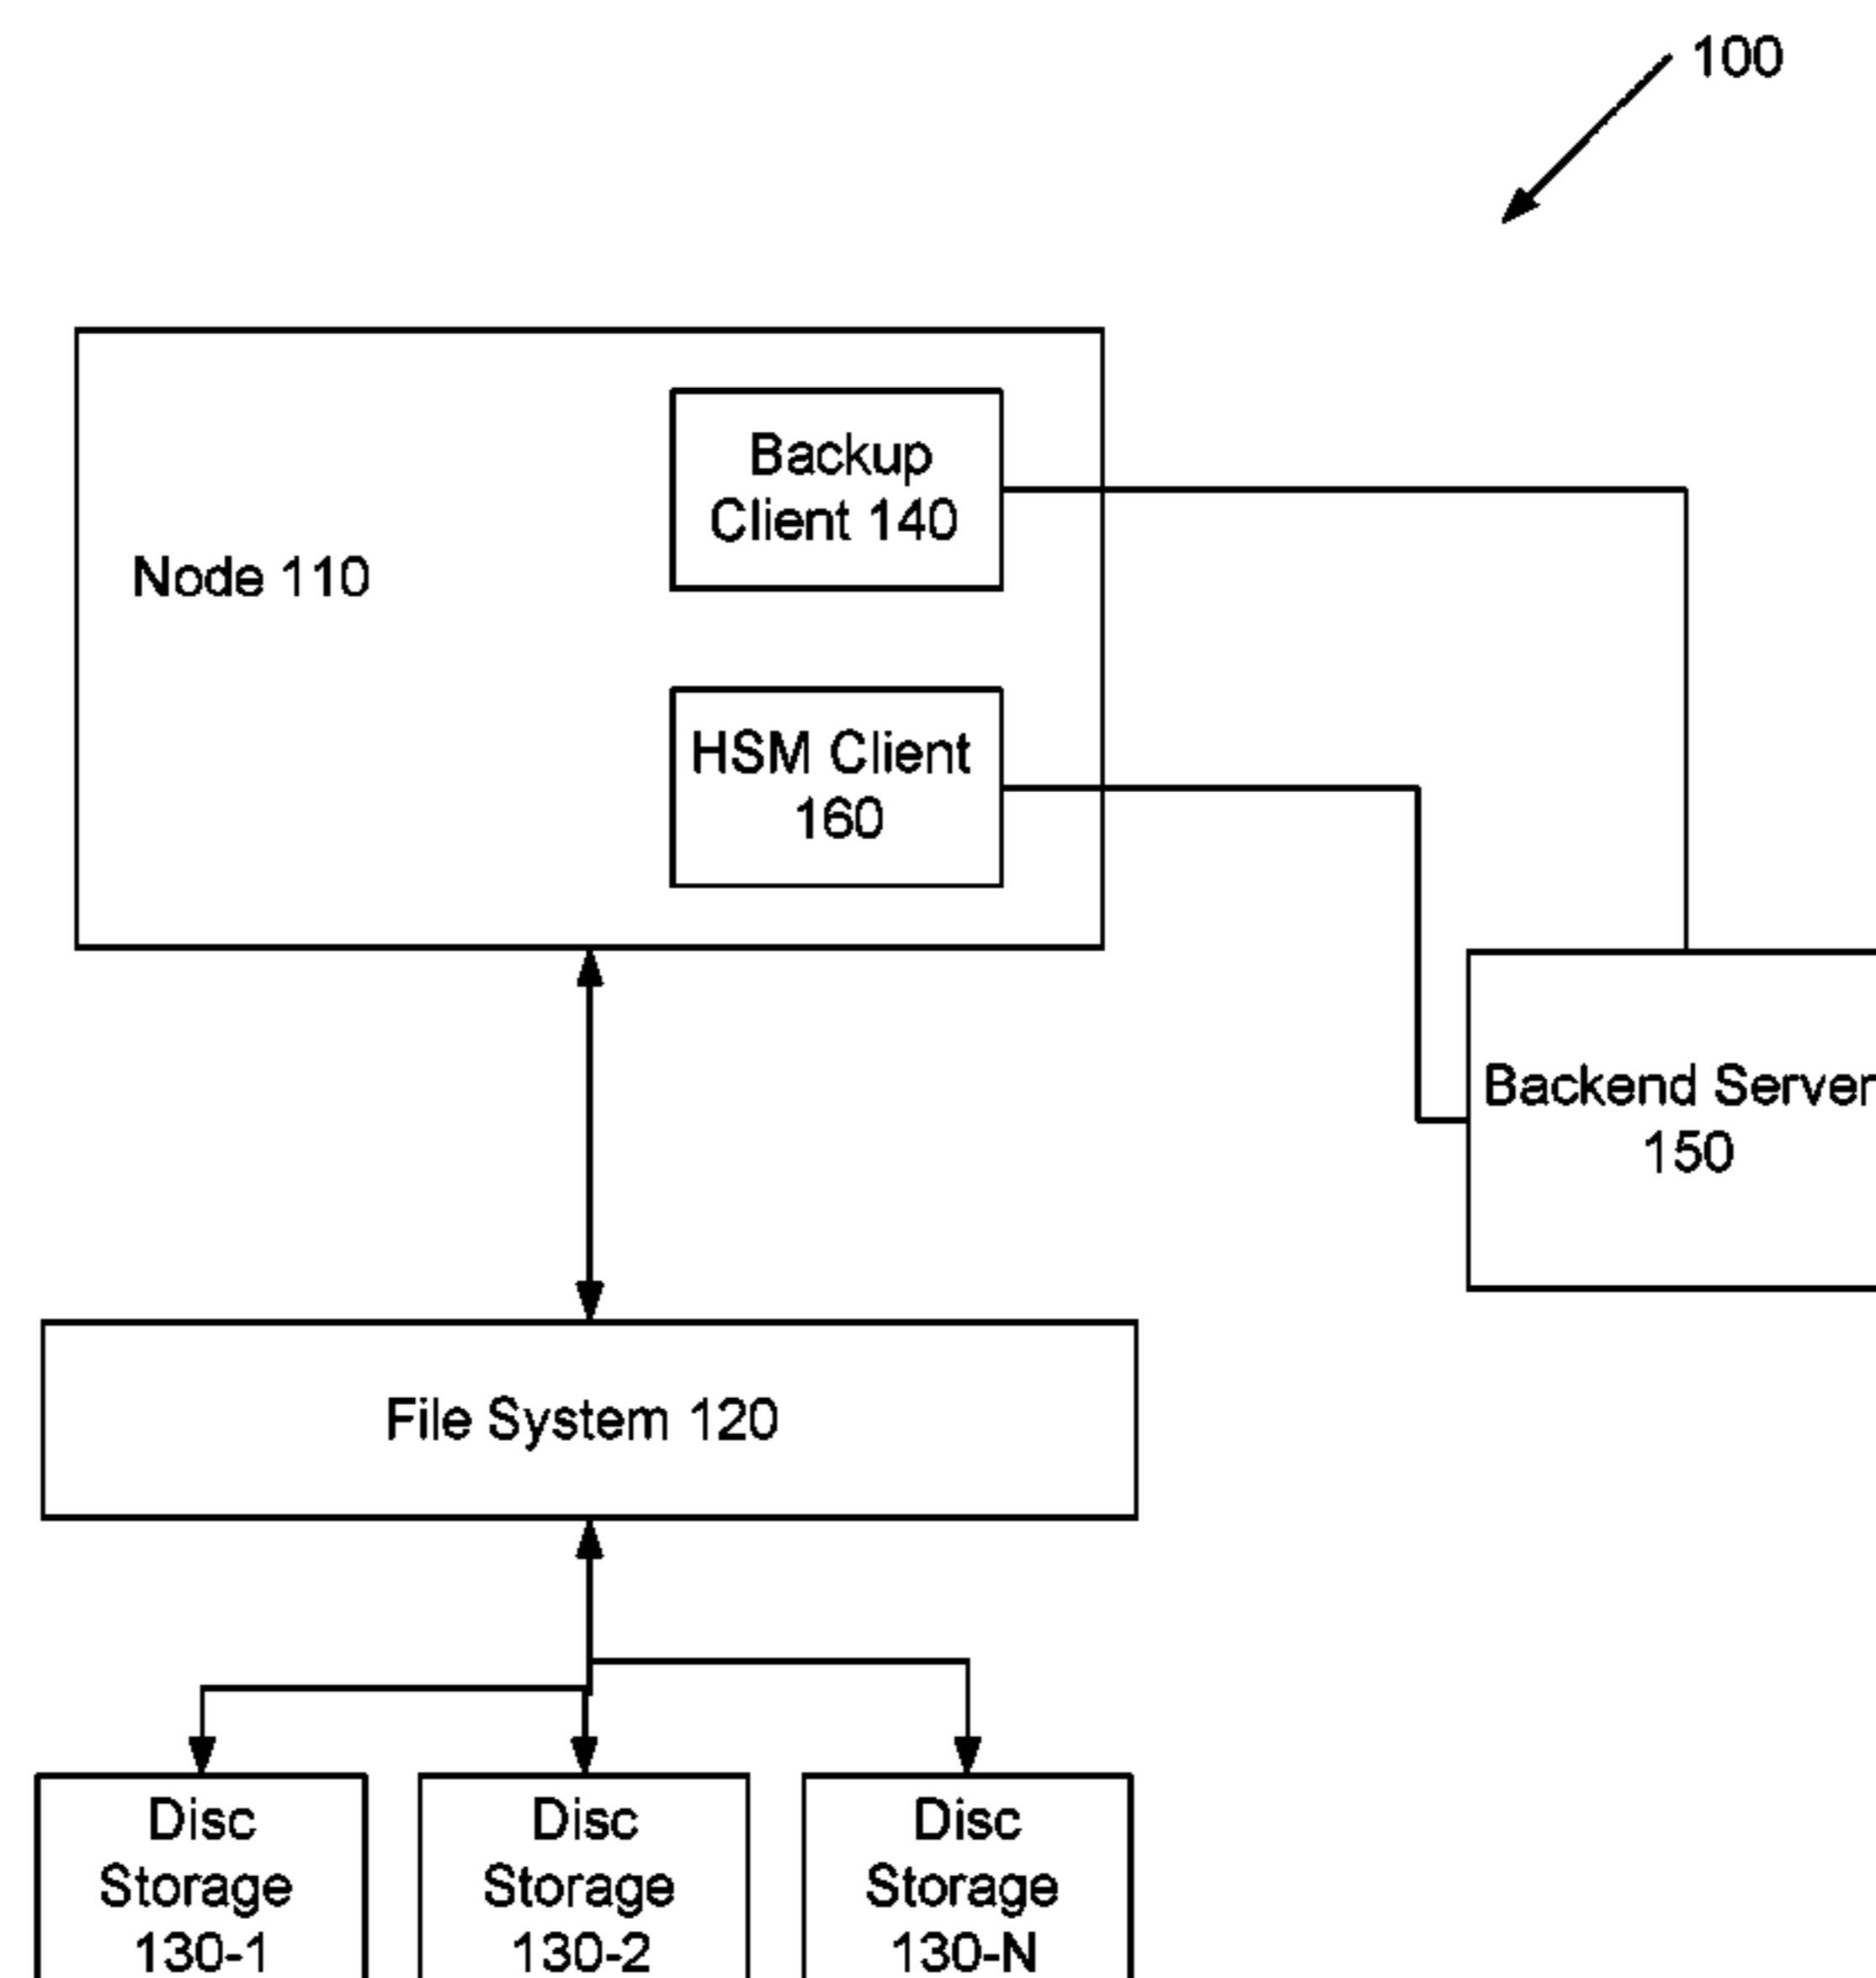 100
Backup
Client 140
Node 110
HSM Client
160
Backend Server
150
File System 120
Disc
Storage
130-1
Disc
Storage
130-2
Disc
Storage
130-N